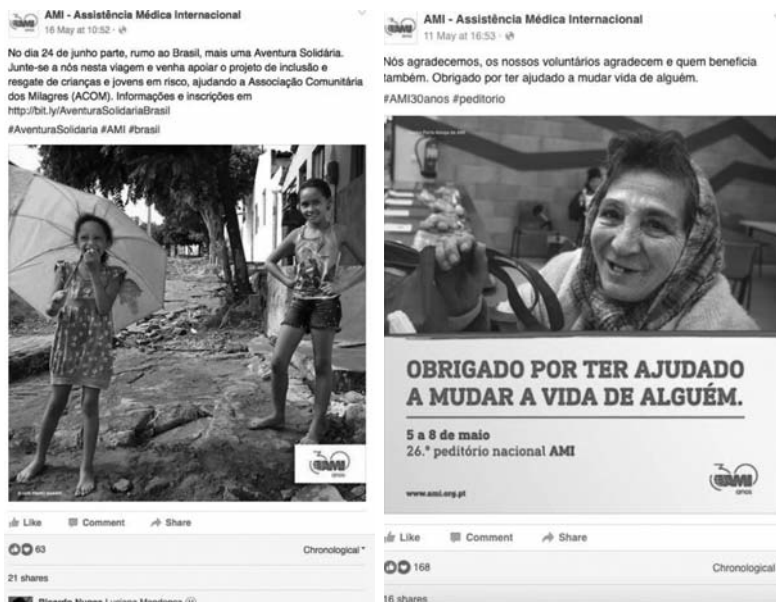 AMI - Assistência Médica Internacional
16 May at 10:52 ·
No dia 24 de junho parte, rumo ao Brasil, mais uma Aventura Solidária.
Junte-se a nós nesta viagem e venha apoiar o projeto de inclusão e
resgate de crianças e jovens em risco, ajudando a Associação Comunitária
dos Milagres (ACOM). Informações e inscrições em
http://bit.ly/AventuraSolidariaBrasil
#AventuraSolidaria #AMI #brasil
AMI
anos
Like Comment Share
63 Chronological
21 shares
Ricardo Nunes Luciana Mendonça
AMI - Assistência Médica Internacional
11 May at 16:53 ·
Nós agradecemos, os nossos voluntários agradecem e quem beneficia
também. Obrigado por ter ajudado a mudar vida de alguém.
#AMI30anos #peditorio
OBRIGADO POR TER AJUDADO
A MUDAR A VIDA DE ALGUÉM.
5 a 8 de maio
26.º peditório nacional AMI
AMI
anos
www.ami.org.pt
Like Comment Share
168 Chronological
16 shares